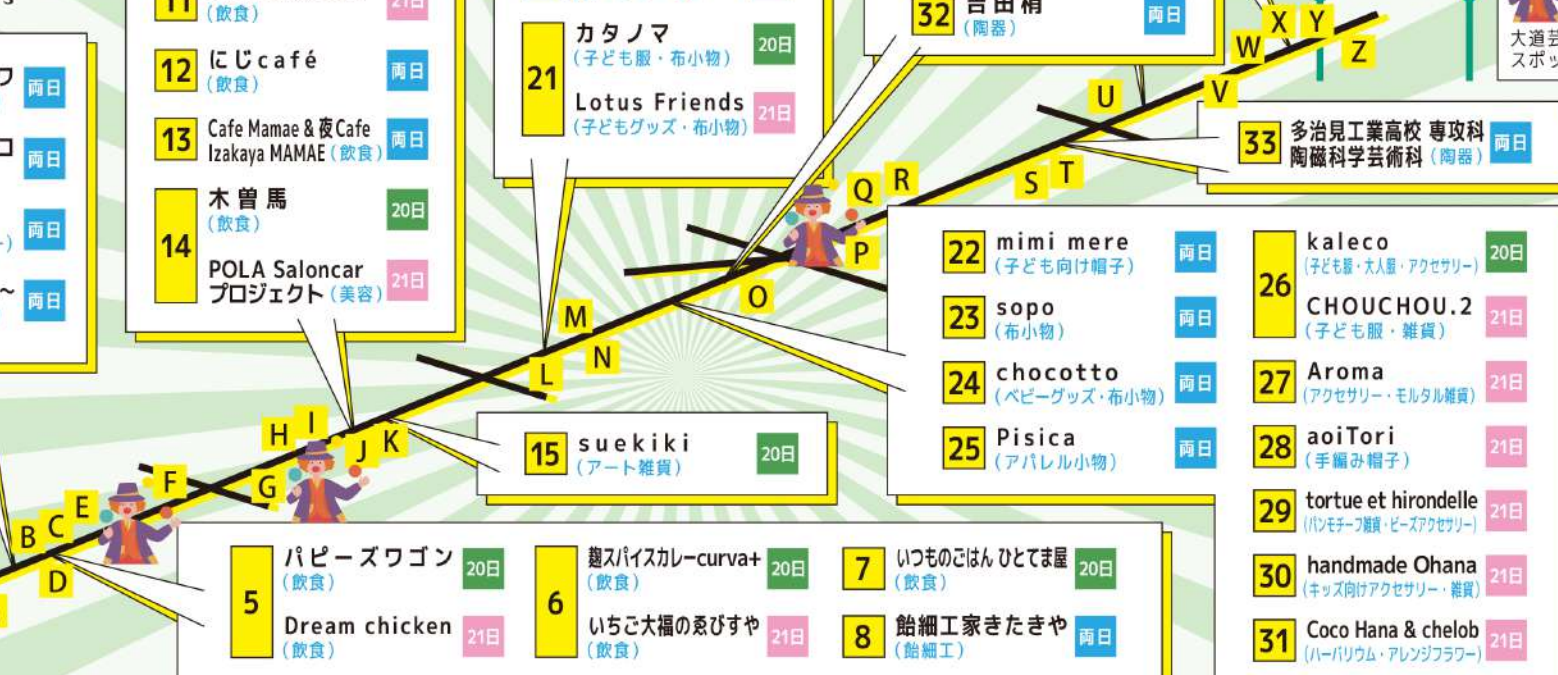 両日
両日
両日
両日
11
(飲食)
21日
12
にじcafé
(飲食)
両日
13
Cafe Mamae & 夜Cafe
Izakaya MAMAE (飲食)
両日
14
木曽馬
(飲食)
20日
POLA Saloncar
プロジェクト (美容)
21日
21
カタノマ
(子ども服・布小物)
20日
Lotus Friends
(子どもグッズ・布小物)
21日
32
(陶器)
両日
33
多治見工業高校 専攻科
陶磁科学芸術科 (陶器)
両日
大道芸
スポッ
X Y
W Z
U V
S T
Q R
P
O
M
N
L
H I
J K
F
G
E
B C
D
15
suekiki
(アート雑貨)
20日
22
mimi mere
(子ども向け帽子)
両日
23
sopo
(布小物)
両日
24
chocotto
(ベビーグッズ・布小物)
両日
25
Pisica
(アパレル小物)
両日
26
kaleco
(子ども服・大人服・アクセサリー)
20日
CHOUCHOU.2
(子ども服・雑貨)
21日
27
Aroma
(アクセサリー・モルタル雑貨)
21日
28
aoiTori
(手編み帽子)
21日
29
tortue et hirondelle
(パンモチーフ雑貨・ビーズアクセサリー)
21日
30
handmade Ohana
(キッズ向けアクセサリー・雑貨)
21日
31
Coco Hana & chelob
(ハーバリウム・アレンジフラワー)
21日
5
パピーズワゴン
(飲食)
20日
Dream chicken
(飲食)
21日
6
麹スパイスカレーcurva+
(飲食)
20日
いちご大福のゑびすや
(飲食)
21日
7
いつものごはん ひとてま屋
(飲食)
20日
8
飴細工家きたきや
(飴細工)
両日